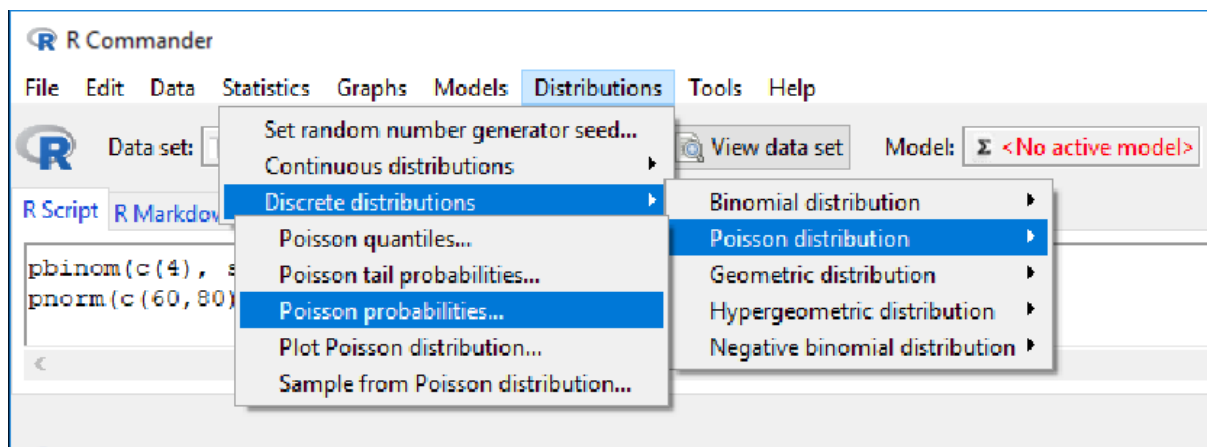 R R Commander
File Edit Data Statistics Graphs Models Distributions Tools Help
R Data set: View data set Model: Σ <No active model>
Set random number generator seed...
Continuous distributions
Discrete distributions
R Script
Poisson quantiles...
Poisson tail probabilities...
Poisson probabilities...
Plot Poisson distribution...
Sample from Poisson distribution...
Binomial distribution
Poisson distribution
Geometric distribution
Hypergeometric distribution
Negative binomial distribution
pbinom(c(4), s
pnorm(c(60,80)